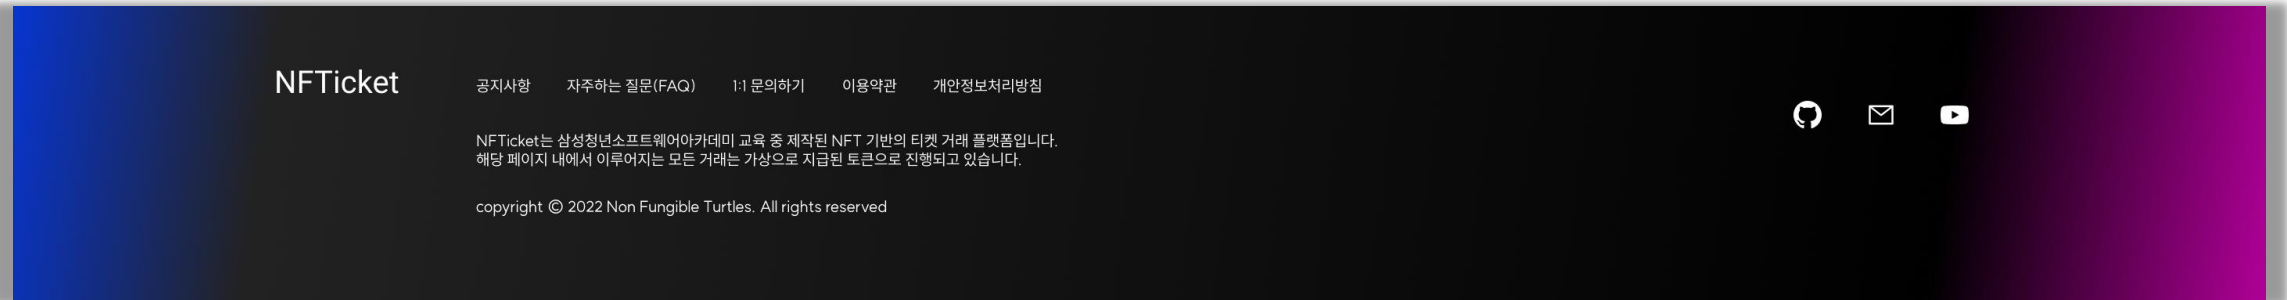 NFTicket
공지사항 자주하는 질문(FAQ) 1:1 문의하기 이용약관 개인정보처리방침
NFTicket는 삼성청년소프트웨어아카데미 교육 중 제작된 NFT 기반의 티켓 거래 플랫폼입니다.
해당 페이지 내에서 이루어지는 모든 거래는 가상으로 지급된 토큰으로 진행되고 있습니다.
copyright © 2022 Non Fungible Turtles. All rights reserved